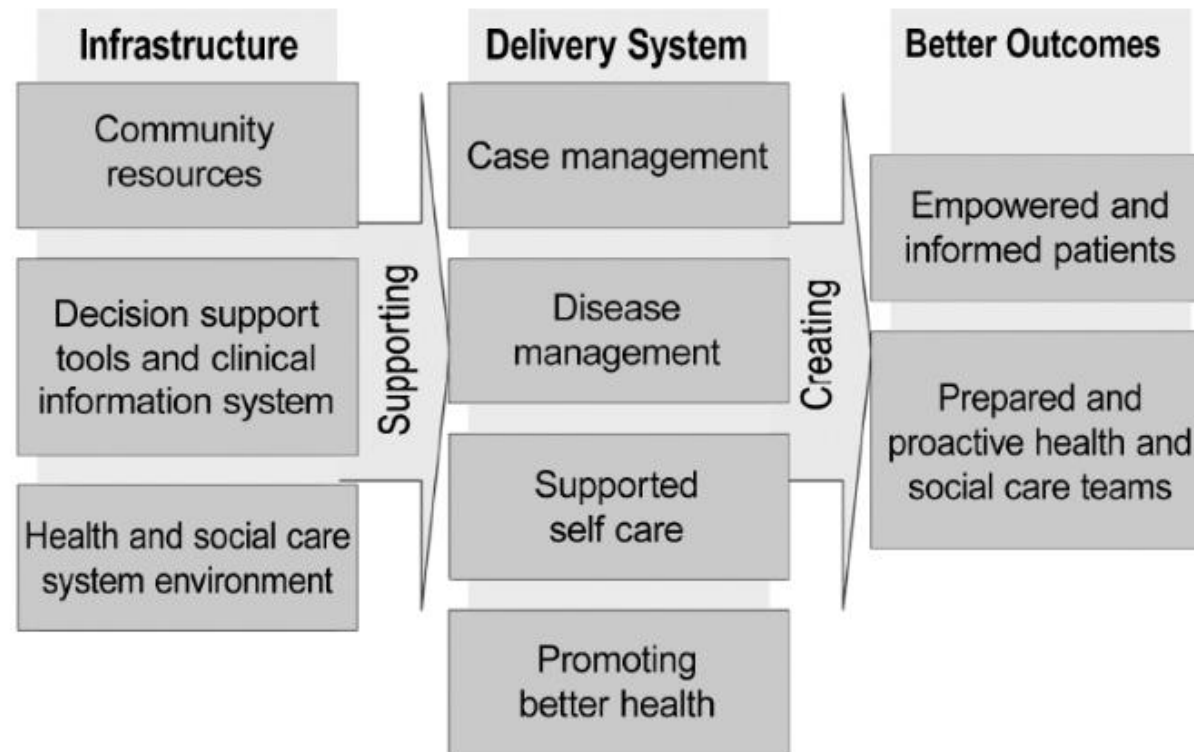 Infrastructure
Community
resources
Decision support
tools and clinical
information system
Health and social care
system environment
Supporting
Delivery System
Case management
Disease
management
Supported
self care
Promoting
better health
Creating
Better Outcomes
Empowered and
informed patients
Prepared and
proactive health and
social care teams